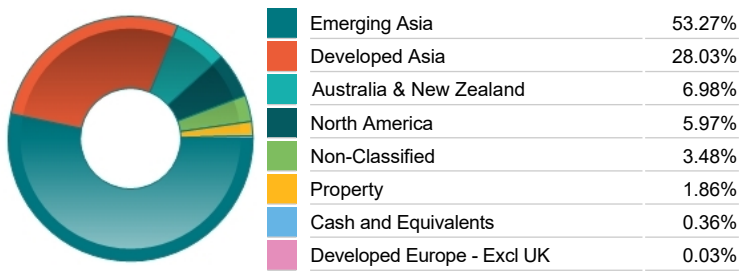 Emerging Asia 53.27%
Developed Asia 28.03%
Australia & New Zealand 6.98%
North America 5.97%
Non-Classified 3.48%
Property 1.86%
Cash and Equivalents 0.36%
Developed Europe - Excl UK 0.03%